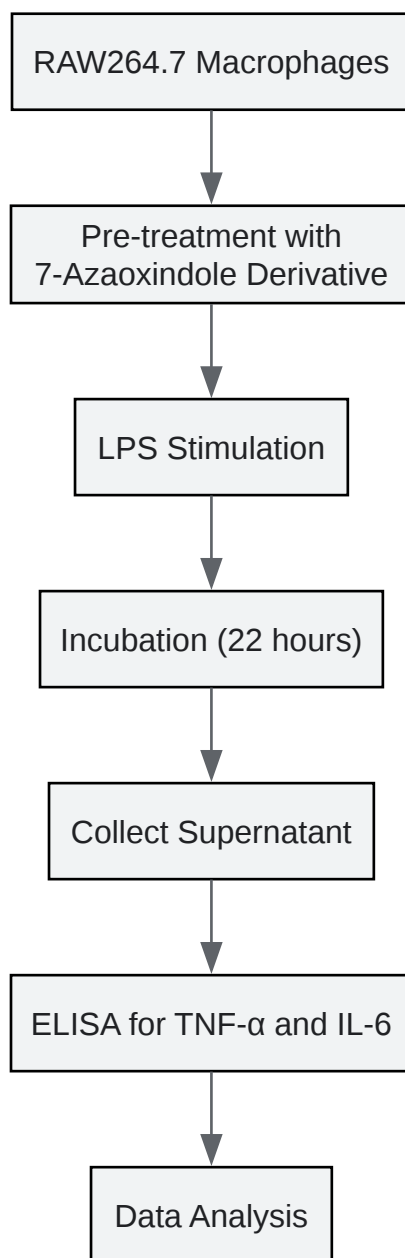 RAW264.7 Macrophages
Pre-treatment with
7-Azaoxindole Derivative
LPS Stimulation
Incubation (22 hours)
Collect Supernatant
ELISA for TNF-α and IL-6
Data Analysis